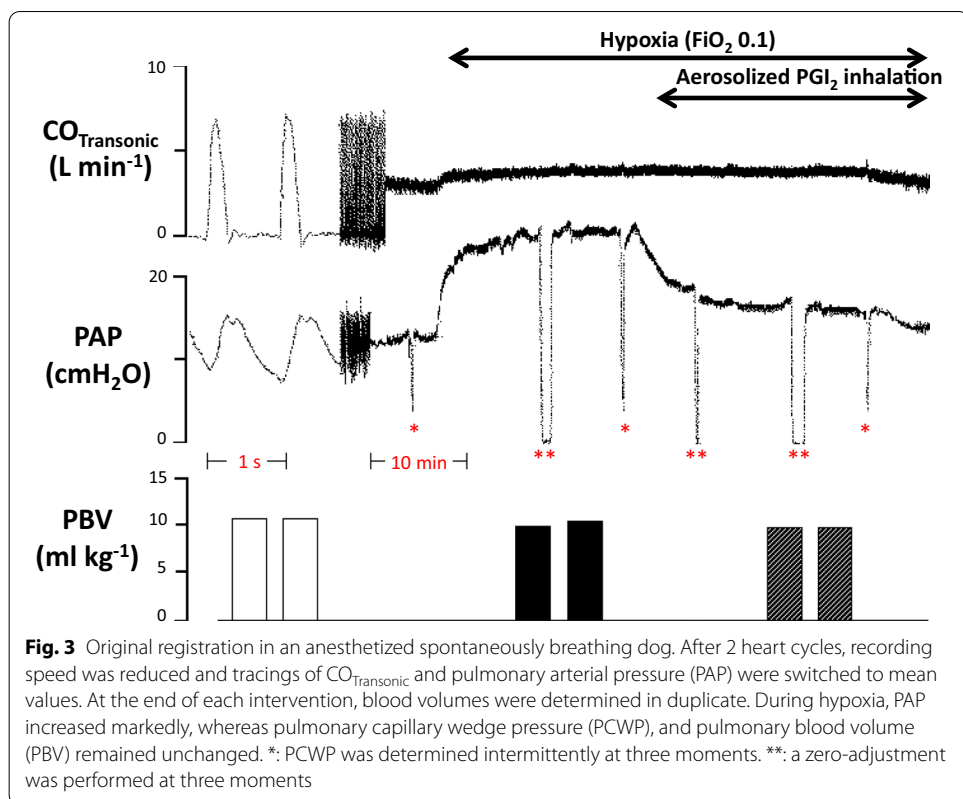 Hypoxia (FiO₂ 0.1)
Aerosolized PGI₂ inhalation
10
CO_Transonic
(L min⁻¹)
0
20
PAP
(cmH₂O)
0
* ** * ** ** *
1 s 10 min
15
PBV
10
(ml kg⁻¹)
5
0
Fig. 3 Original registration in an anesthetized spontaneously breathing dog. After 2 heart cycles, recording
speed was reduced and tracings of CO_Transonic and pulmonary arterial pressure (PAP) were switched to mean
values. At the end of each intervention, blood volumes were determined in duplicate. During hypoxia, PAP
increased markedly, whereas pulmonary capillary wedge pressure (PCWP), and pulmonary blood volume
(PBV) remained unchanged. *: PCWP was determined intermittently at three moments. **: a zero-adjustment
was performed at three moments